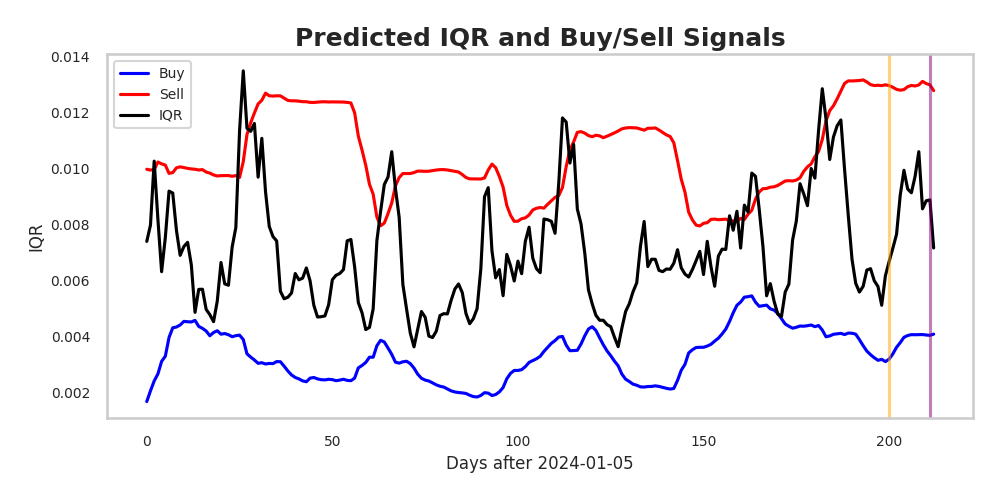 Predicted IQR and Buy/Sell Signals
0.014
0.012
0.010
0.008
0.006
0.004
0.002
IQR
Buy
Sell
IQR
0
50
100
150
200
Days after 2024-01-05